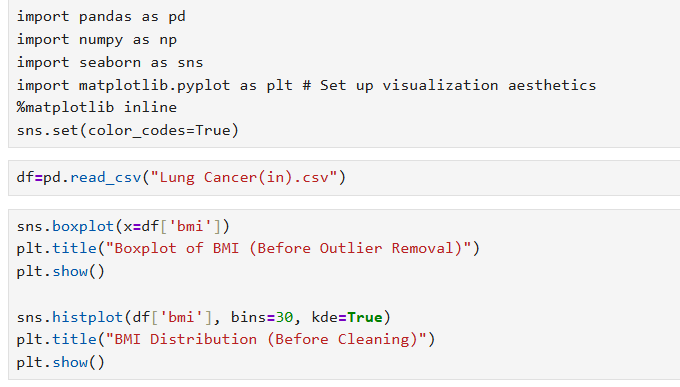 import pandas as pd
import numpy as np
import seaborn as sns
import matplotlib.pyplot as plt # Set up visualization aesthetics
%matplotlib inline
sns.set(color_codes=True)
df=pd.read_csv("Lung Cancer(in).csv")
sns.boxplot(x=df['bmi'])
plt.title("Boxplot of BMI (Before Outlier Removal)")
plt.show()
sns.histplot(df['bmi'], bins=30, kde=True)
plt.title("BMI Distribution (Before Cleaning)")
plt.show()